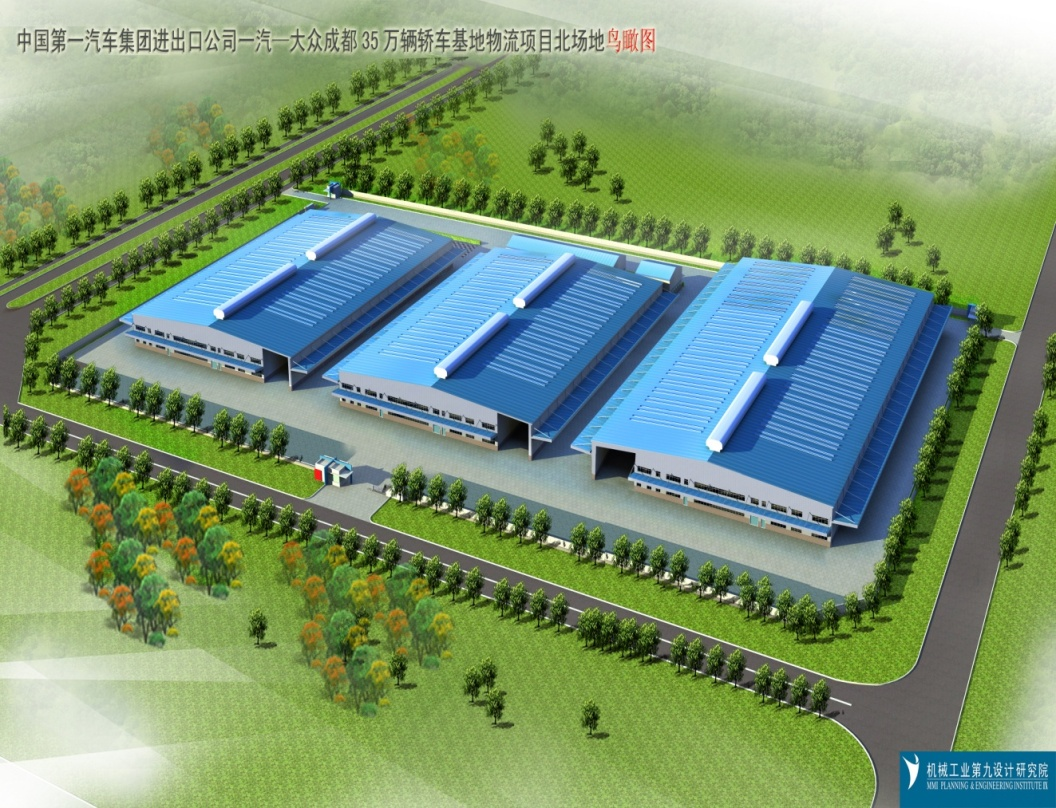 中国第一汽车集团进出口公司一汽一大众成都35万辆轿车基地物流项目北场地鸟瞰图
机械工业第九设计研究院
MMI PLANNING & ENGINEERING INSTITUTE IX